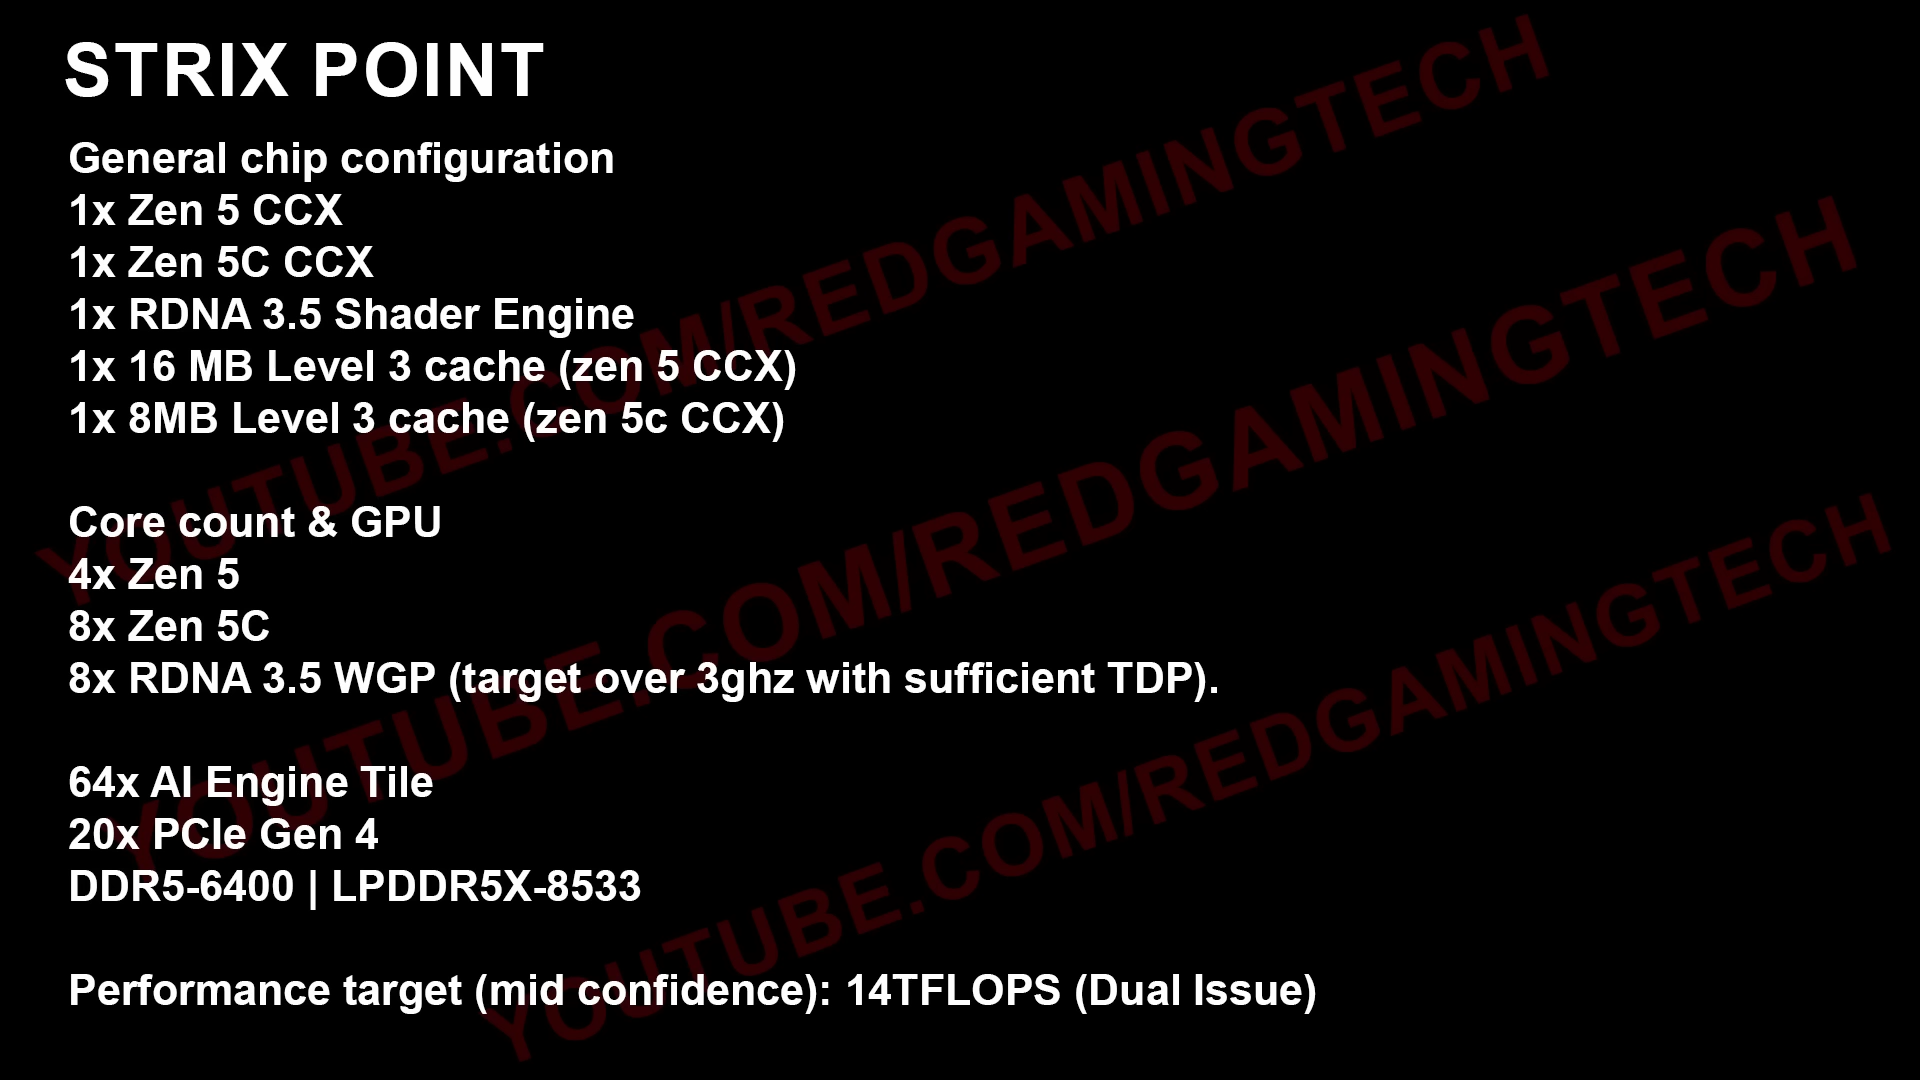 STRIX POINT
General chip configuration
1x Zen 5 CCX
1x Zen 5C CCX
1x RDNA 3.5 Shader Engine
1x 16 MB Level 3 cache (zen 5 CCX)
1x 8MB Level 3 cache (zen 5c CCX)
Core count & GPU
4x Zen 5
8x Zen 5C
8x RDNA 3.5 WGP (target over 3ghz with sufficient TDP).
64x AI Engine Tile
20x PCIe Gen 4
DDR5-6400 | LPDDR5X-8533
Performance target (mid confidence): 14TFLOPS (Dual Issue)
YOUTUBE.COM/REDGAMINGTECH
YOUTUBE.COM/REDGAMINGTECH
YOUTUBE.COM/REDGAMINGTECH